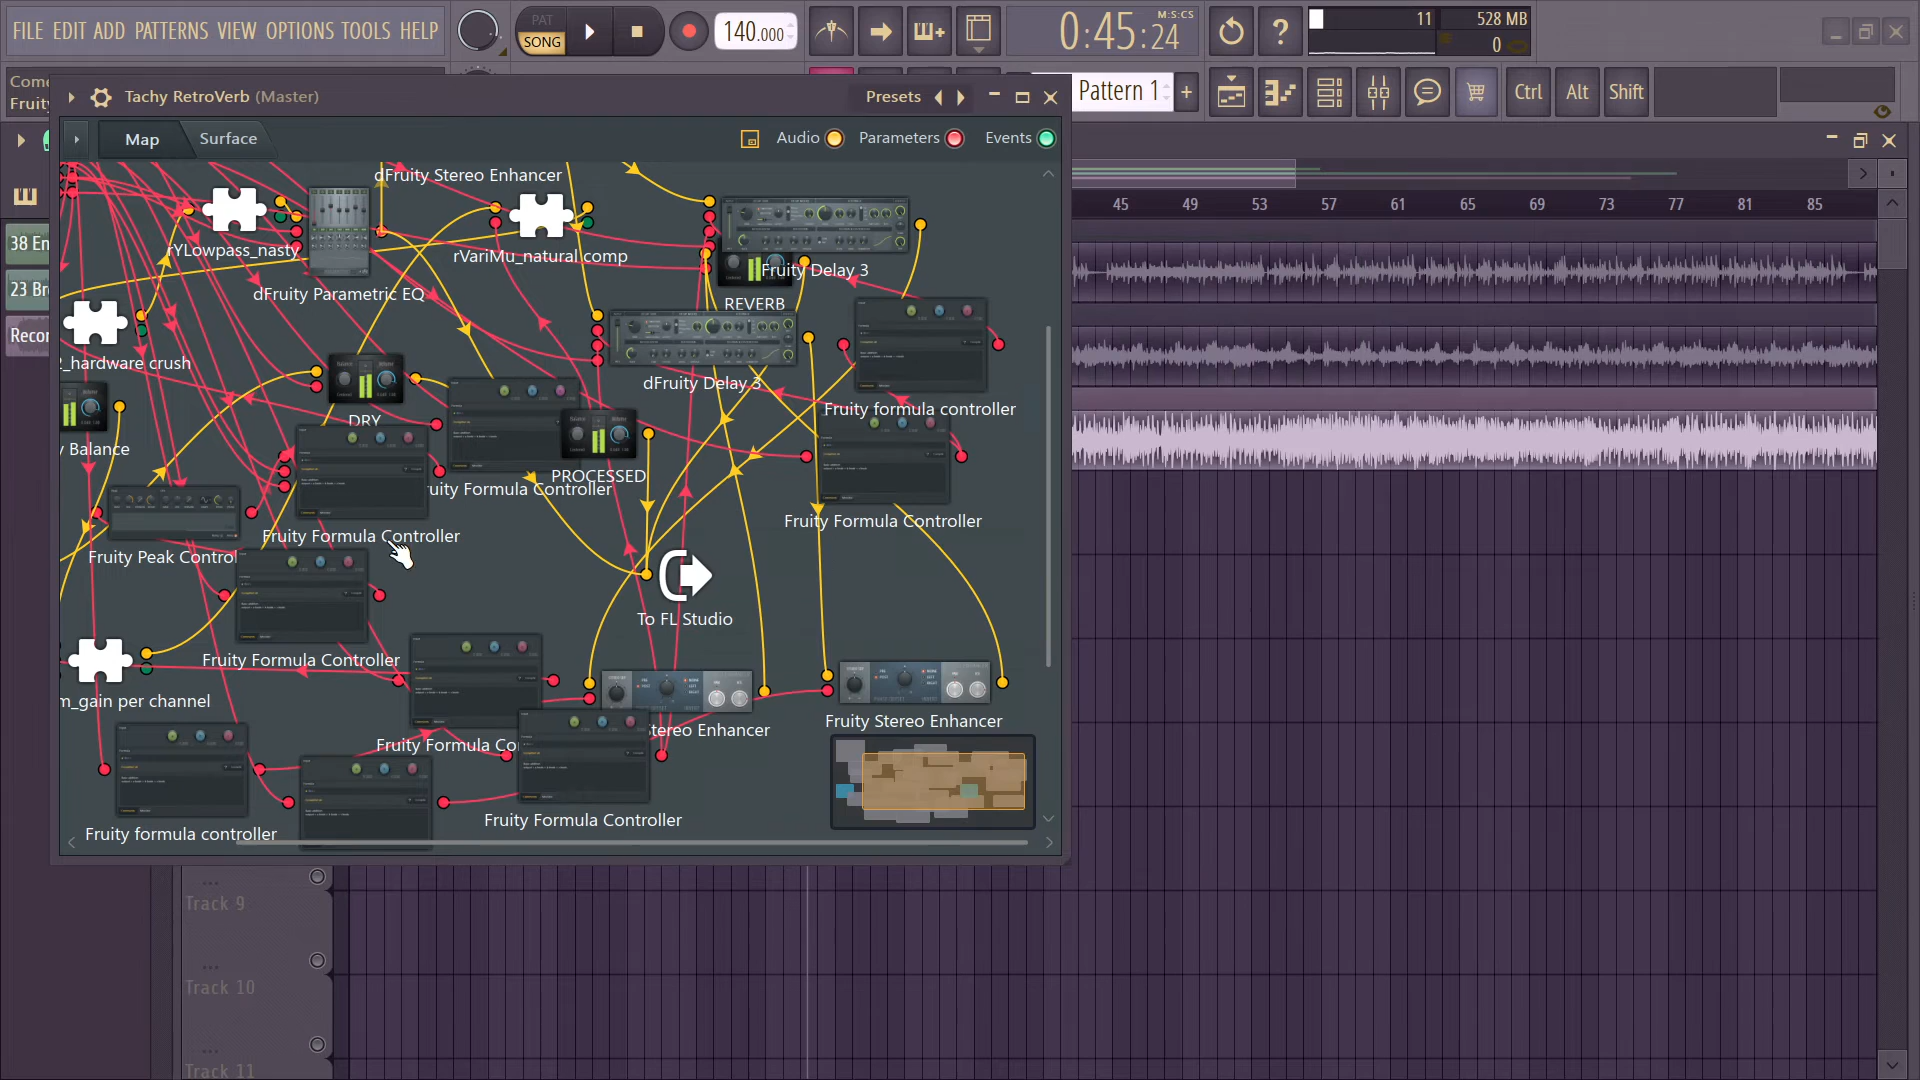 FILE EDIT ADD PATTERNS VIEW OPTIONS TOOLS HELP
PAT
SONG
140.000
0:45:24
M:S:CS
11
528 MB
0
Come
Fruity
Pattern 1
+
Ctrl
Alt
Shift
Tachy RetroVerb (Master)
Presets
Map
Surface
Audio
Parameters
Events
38 En
23 Br
Recor
45 49 53 57 61 65 69 73 77 81 85
dFruity Stereo Enhancer
rYLowpass_nasty
rVariMu_natural comp
Fruity Delay 3
dFruity Parametric EQ
REVERB
_hardware crush
dFruity Delay 3
Fruity formula controller
DRY
y Balance
PROCESSED
ruity Formula Controller
Fruity Formula Controller
Fruity Formula Controller
Fruity Peak Control
To FL Studio
Fruity Formula Controller
m_gain per channel
Fruity Stereo Enhancer
Stereo Enhancer
Fruity Formula Co
Fruity Formula Controller
Fruity formula controller
...
Track 9
...
Track 10
...
Track 11